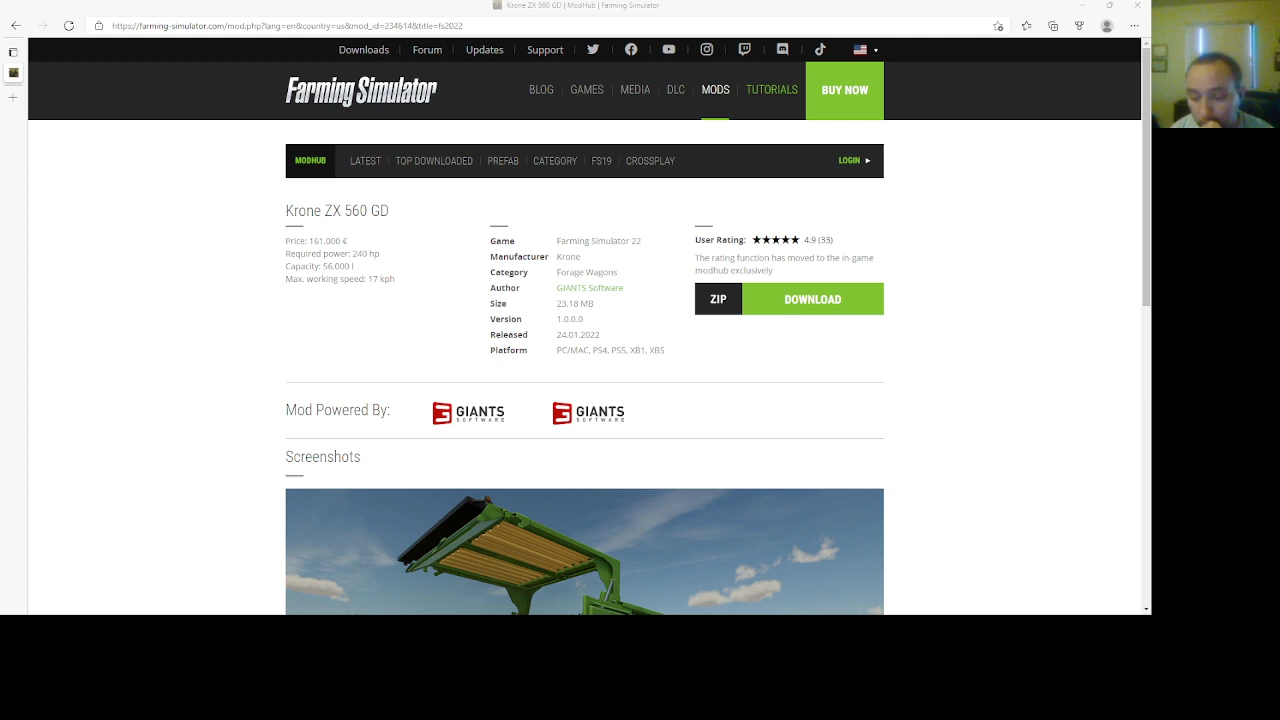 Krone ZX 560 GD | ModHub | Farming Simulator
https://farming-simulator.com/mod.php?lang=en&country=us&mod_id=234614&title=fs2022
Downloads Forum Updates Support
Farming Simulator BLOG GAMES MEDIA DLC MODS TUTORIALS BUY NOW
MODHUB LATEST TOP DOWNLOADED PREFAB CATEGORY FS19 CROSSPLAY LOGIN
Krone ZX 560 GD
Price: 161.000 €
Required power: 240 hp
Capacity: 56.000 l
Max. working speed: 17 kph
Game Farming Simulator 22
Manufacturer Krone
Category Forage Wagons
Author GIANTS Software
Size 23.18 MB
Version 1.0.0.0
Released 24.01.2022
Platform PC/MAC, PS4, PS5, XB1, XBS
User Rating: 4.9 (33)
The rating function has moved to the in-game
modhub exclusively
ZIP DOWNLOAD
Mod Powered By: GIANTS SOFTWARE GIANTS SOFTWARE
Screenshots